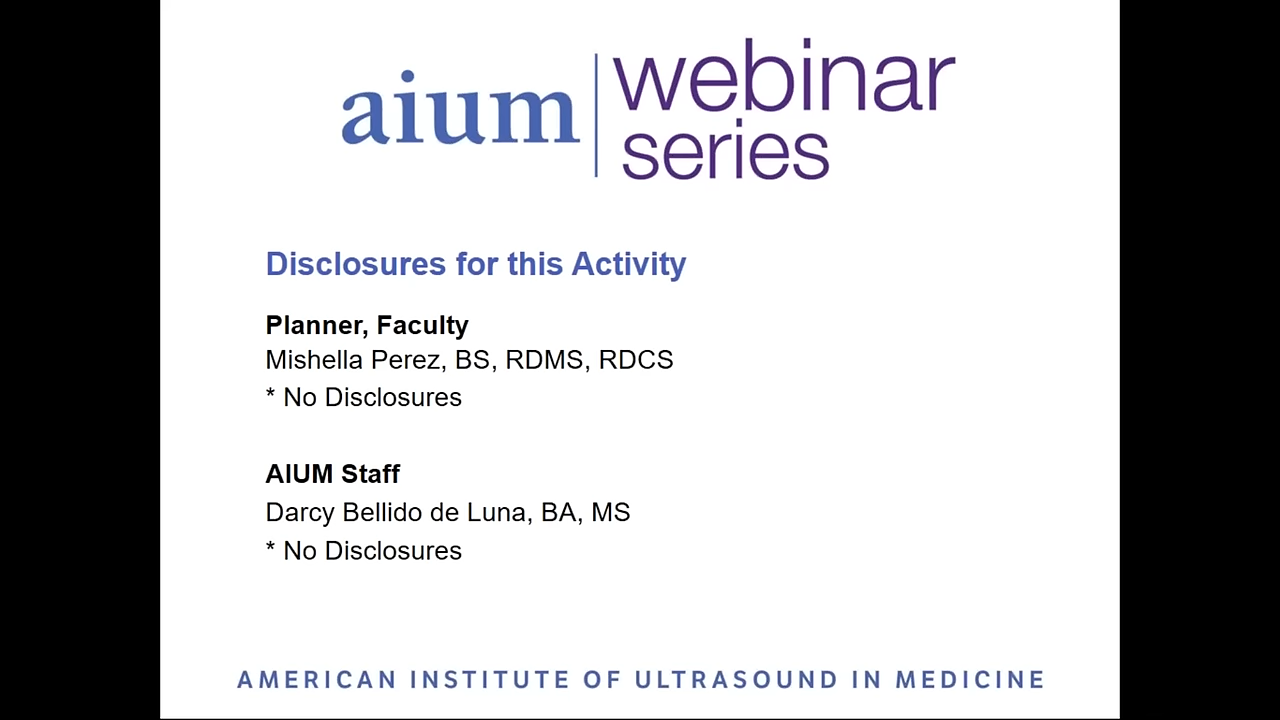 aium webinar
series
Disclosures for this Activity
Planner, Faculty
Mishella Perez, BS, RDMS, RDCS
* No Disclosures
AIUM Staff
Darcy Bellido de Luna, BA, MS
* No Disclosures
AMERICAN INSTITUTE OF ULTRASOUND IN MEDICINE